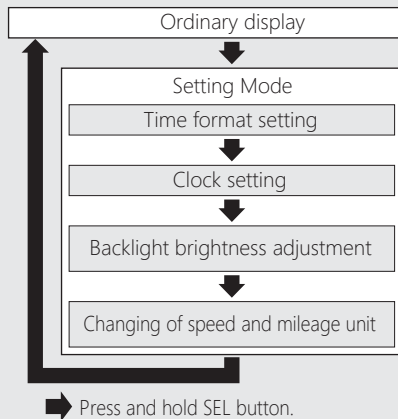 Ordinary display
Setting Mode
Time format setting
Clock setting
Backlight brightness adjustment
Changing of speed and mileage unit
Press and hold SEL button.